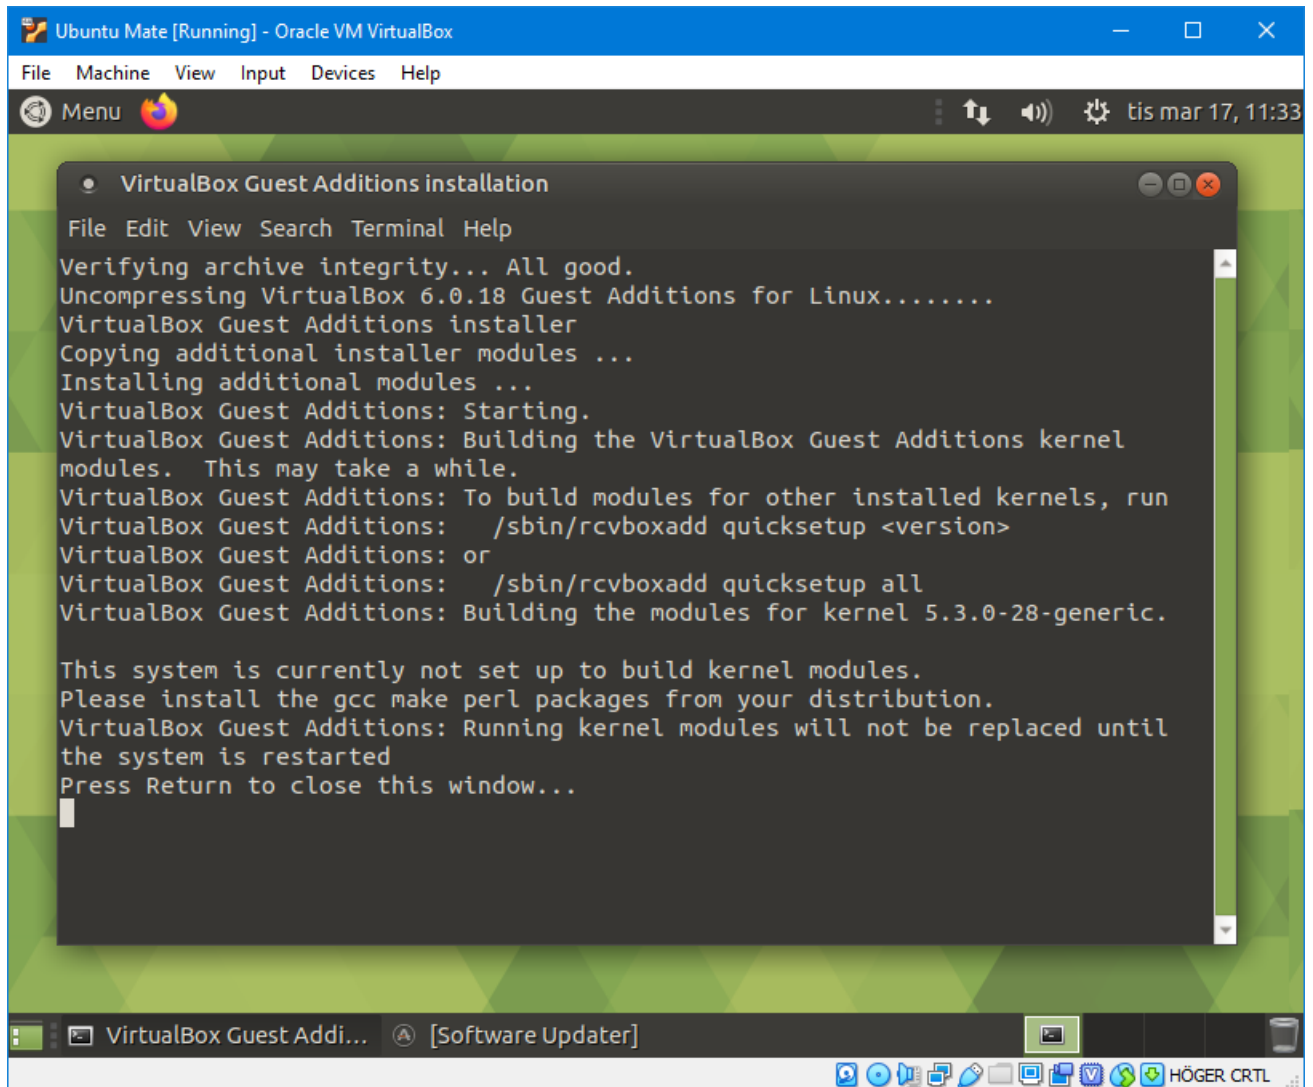 Ubuntu Mate [Running] - Oracle VM VirtualBox
File Machine View Input Devices Help
Menu tis mar 17, 11:33
VirtualBox Guest Additions installation
File Edit View Search Terminal Help
Verifying archive integrity... All good.
Uncompressing VirtualBox 6.0.18 Guest Additions for Linux........
VirtualBox Guest Additions installer
Copying additional installer modules ...
Installing additional modules ...
VirtualBox Guest Additions: Starting.
VirtualBox Guest Additions: Building the VirtualBox Guest Additions kernel
modules.  This may take a while.
VirtualBox Guest Additions: To build modules for other installed kernels, run
VirtualBox Guest Additions:   /sbin/rcvboxadd quicksetup <version>
VirtualBox Guest Additions: or
VirtualBox Guest Additions:   /sbin/rcvboxadd quicksetup all
VirtualBox Guest Additions: Building the modules for kernel 5.3.0-28-generic.
This system is currently not set up to build kernel modules.
Please install the gcc make perl packages from your distribution.
VirtualBox Guest Additions: Running kernel modules will not be replaced until
the system is restarted
Press Return to close this window...
VirtualBox Guest Addi... [Software Updater]
HÖGER CRTL